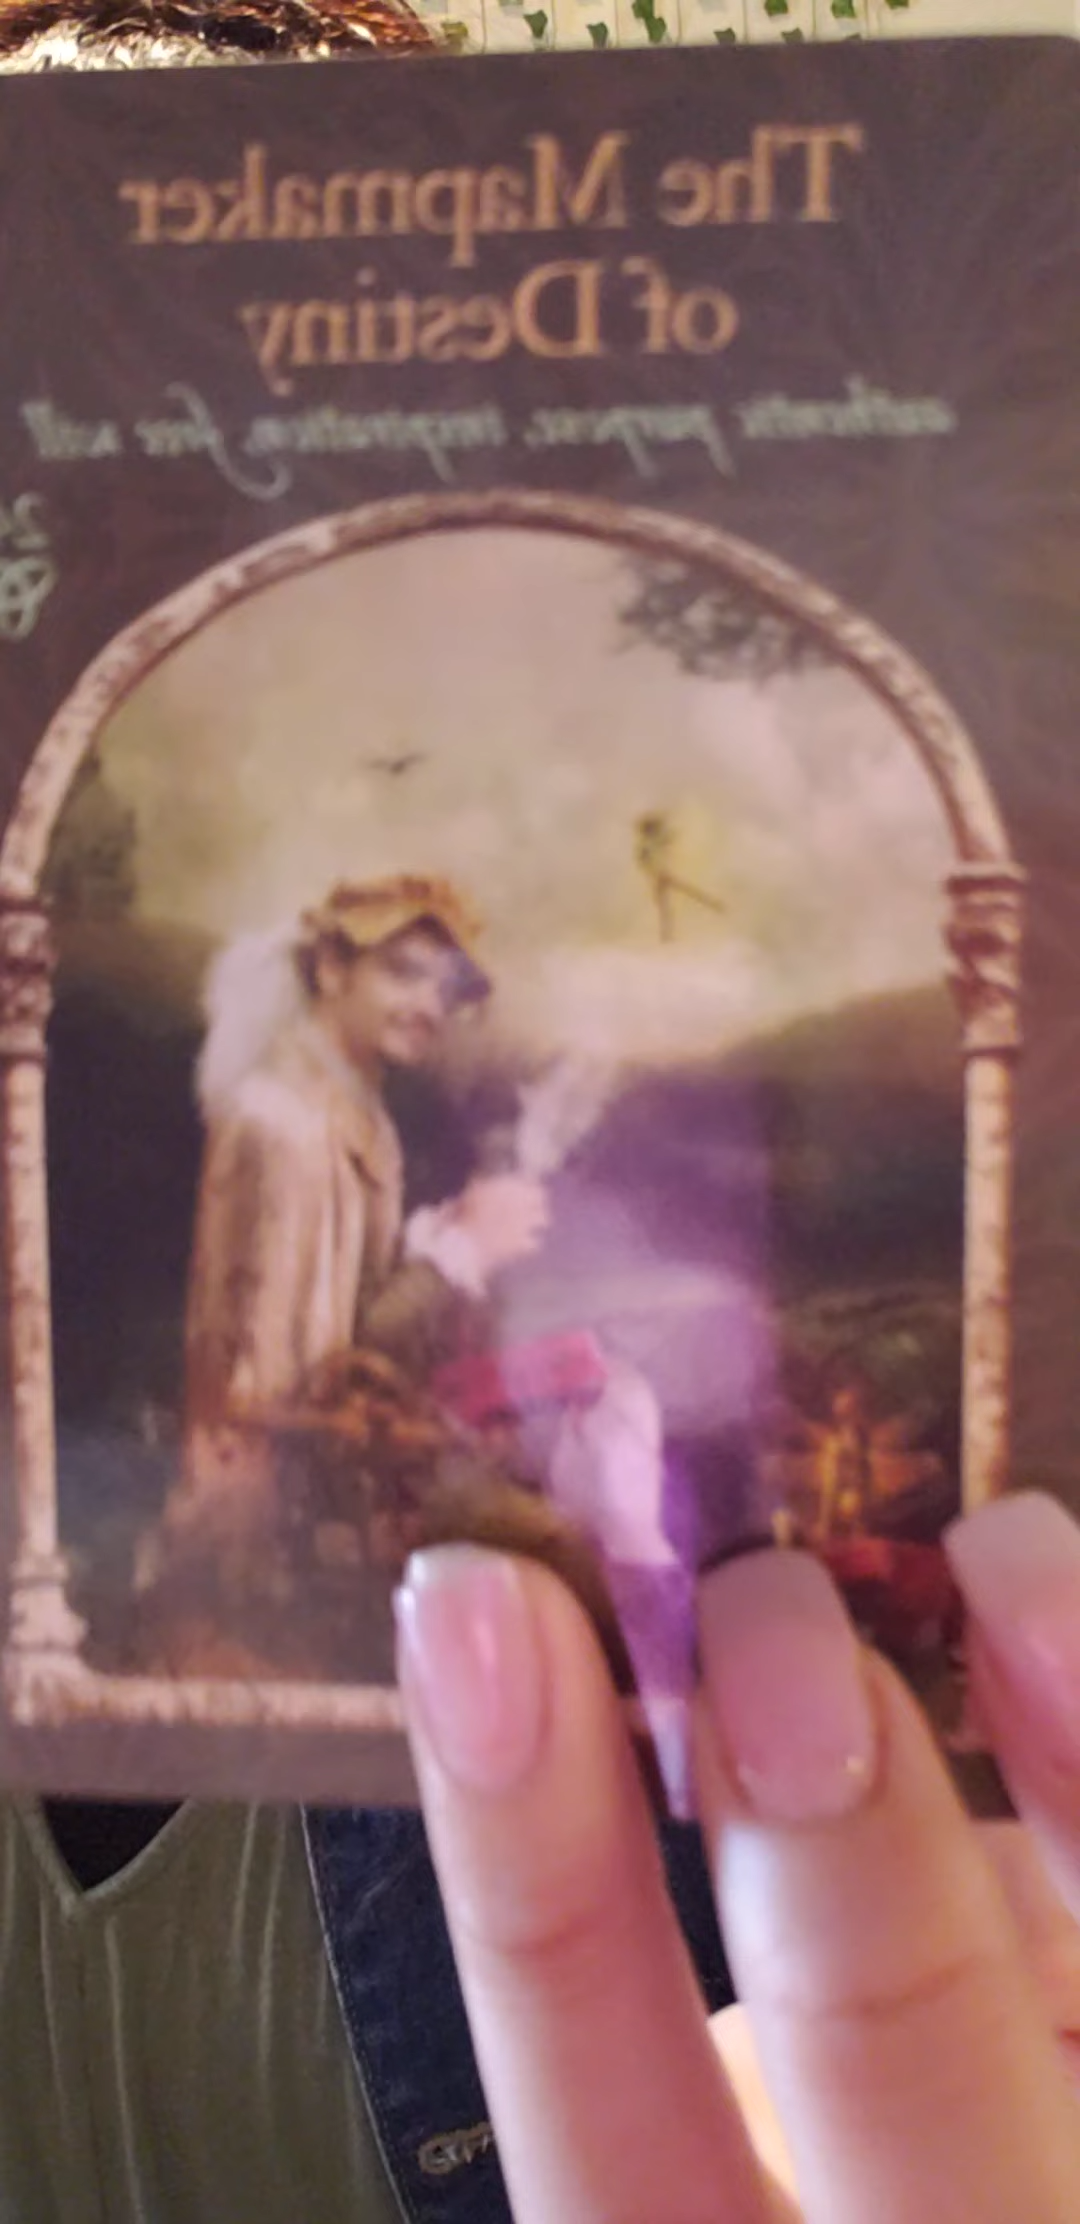 The Mapmaker
of Destiny
authentic purpose, inspiration, free will